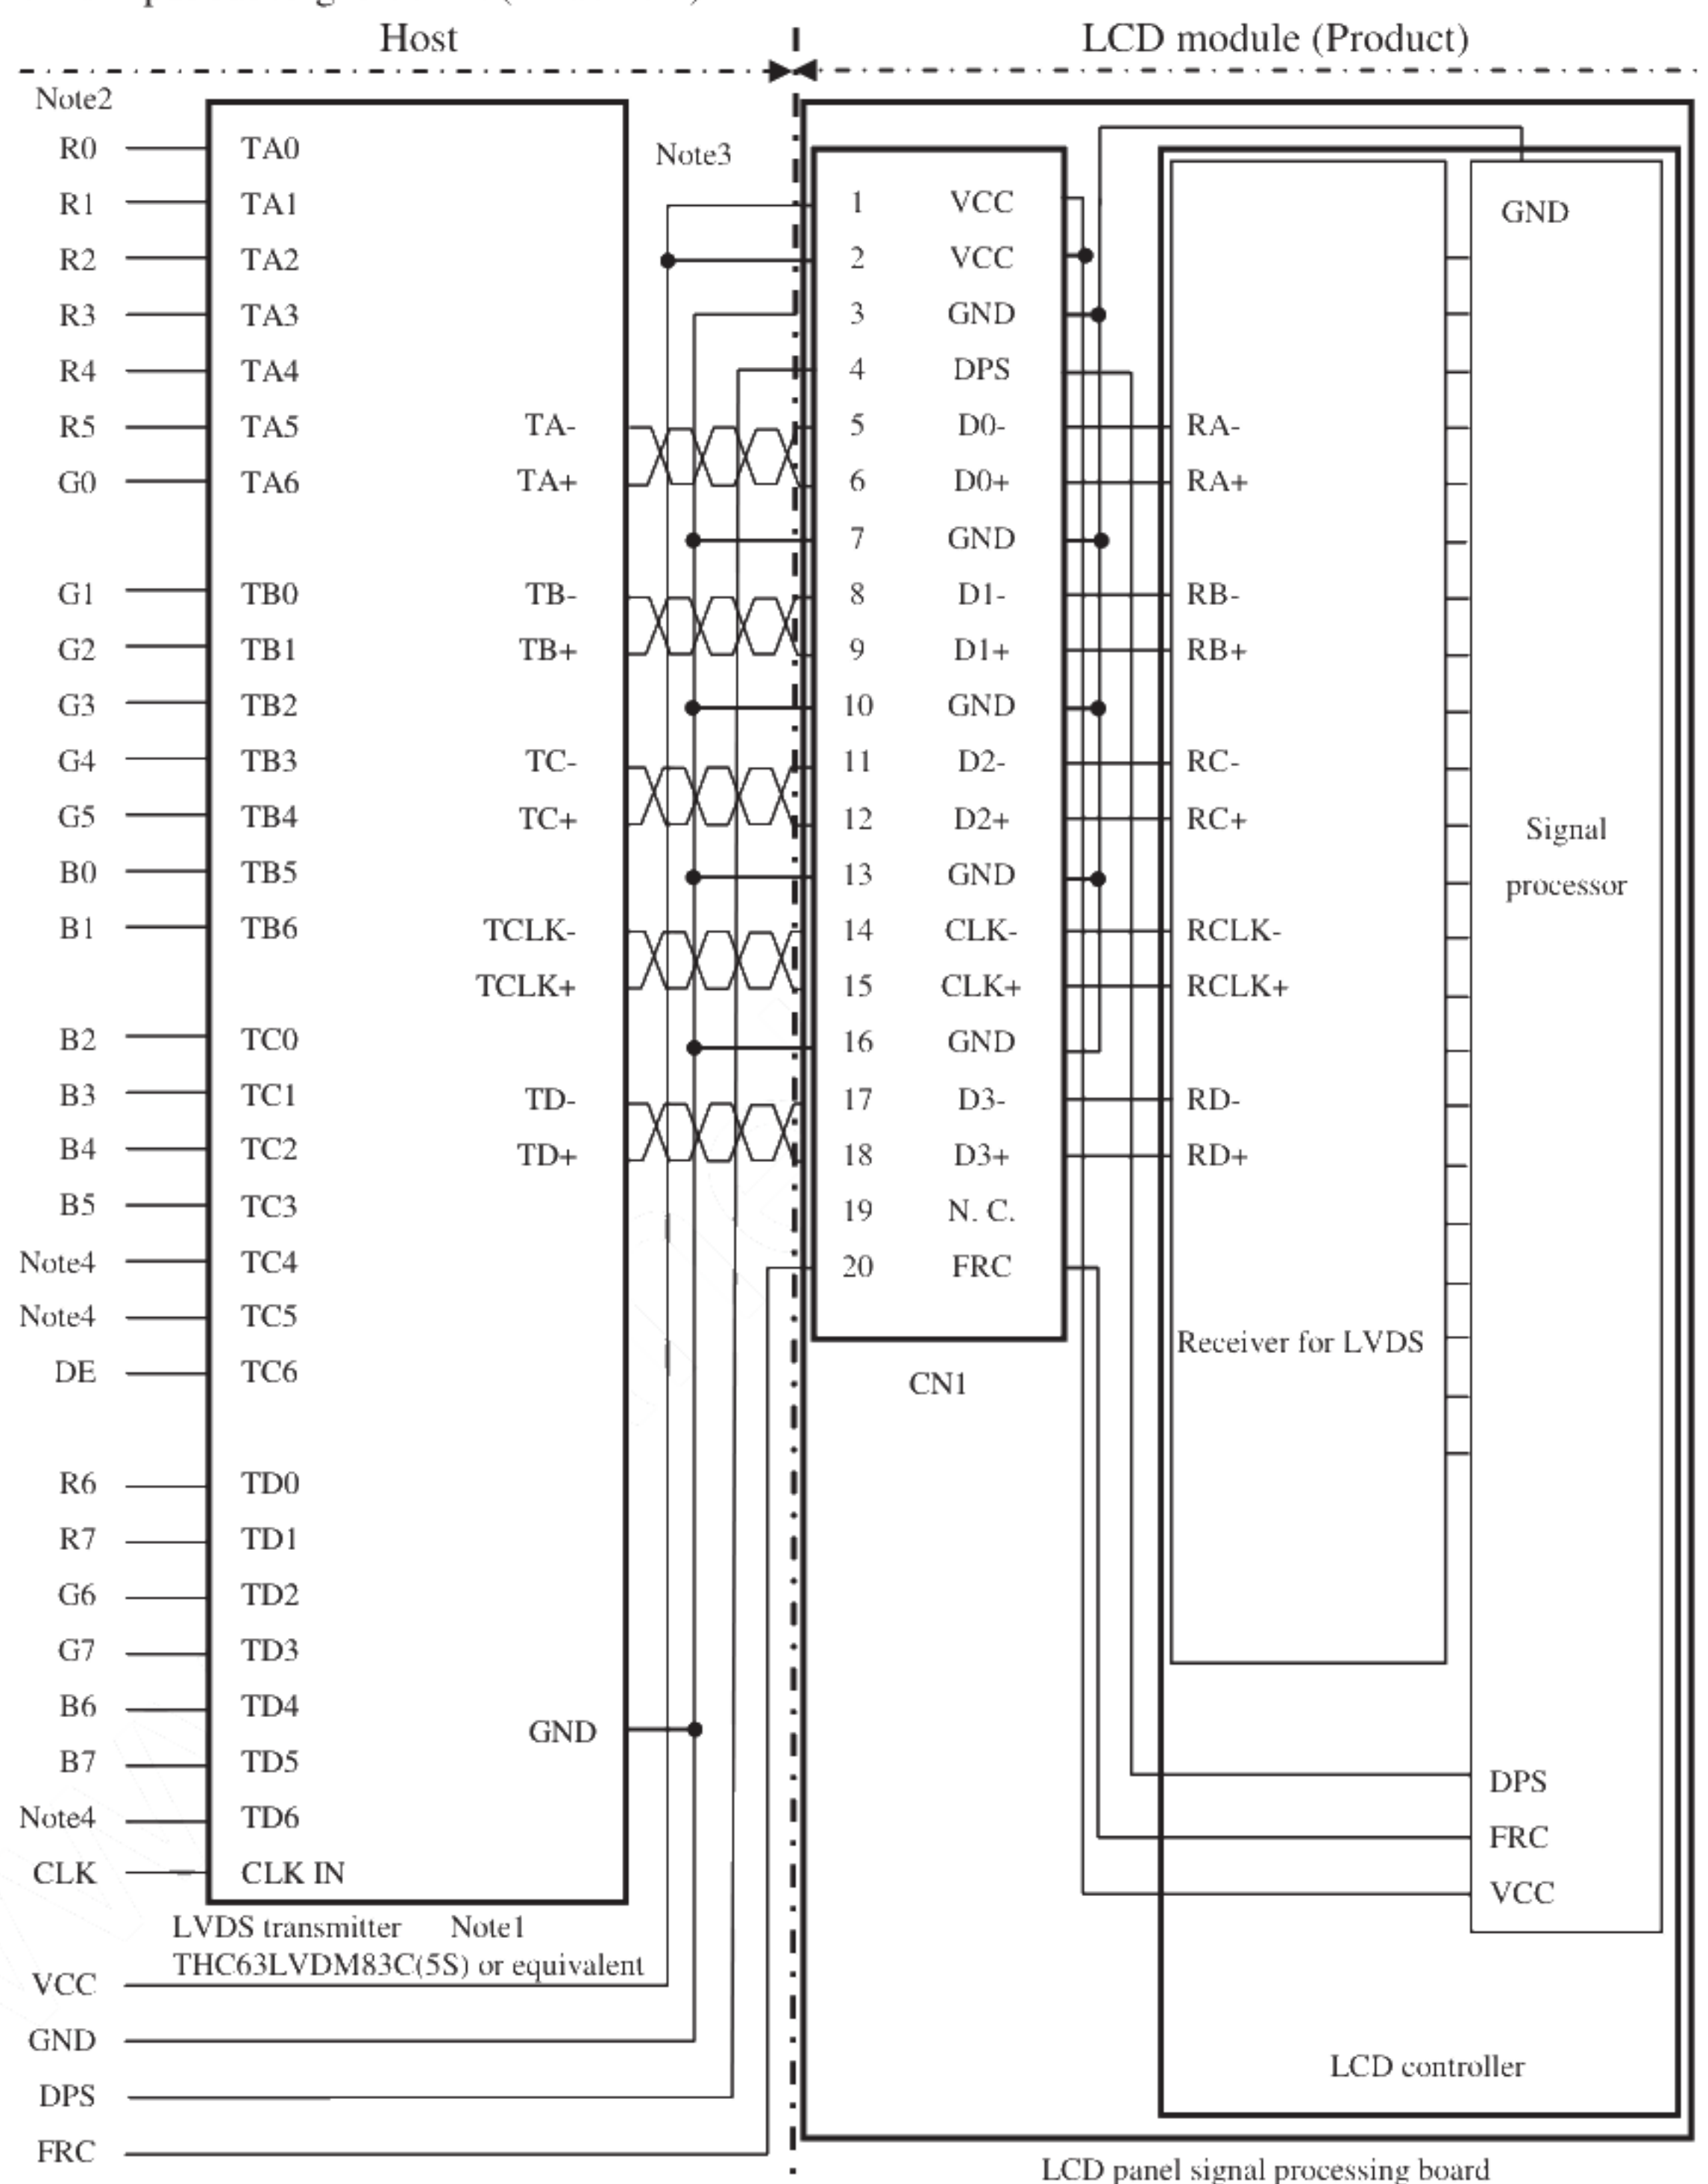 Host LCD module (Product)
Note2
R0 TA0 Note3
R1 TA1 1 VCC GND
R2 TA2 2 VCC
R3 TA3 3 GND
R4 TA4 4 DPS
R5 TA5 TA- 5 D0- RA-
G0 TA6 TA+ 6 D0+ RA+
7 GND
G1 TB0 TB- 8 D1- RB-
G2 TB1 TB+ 9 D1+ RB+
G3 TB2 10 GND
G4 TB3 TC- 11 D2- RC-
G5 TB4 TC+ 12 D2+ RC+ Signal
B0 TB5 13 GND processor
B1 TB6 TCLK- 14 CLK- RCLK-
TCLK+ 15 CLK+ RCLK+
B2 TC0 16 GND
B3 TC1 TD- 17 D3- RD-
B4 TC2 TD+ 18 D3+ RD+
B5 TC3 19 N. C.
Note4 TC4 20 FRC
Note4 TC5 Receiver for LVDS
DE TC6 CN1
R6 TD0
R7 TD1
G6 TD2
G7 TD3
B6 TD4 GND
B7 TD5 DPS
Note4 TD6 FRC
CLK CLK IN VCC
LVDS transmitter Note1
THC63LVDM83C(5S) or equivalent
VCC
GND LCD controller
DPS
FRC LCD panel signal processing board